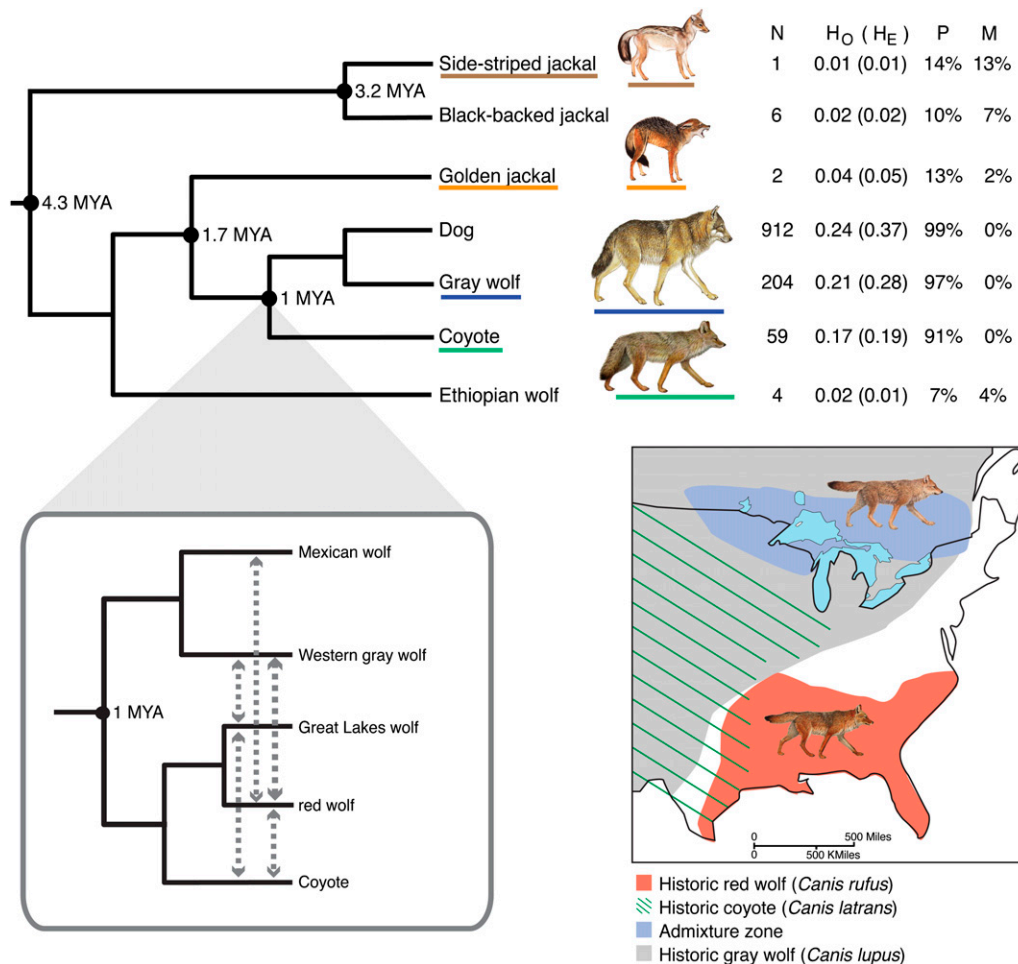 N H_O (H_E) P M
Side-striped jackal 1 0.01 (0.01) 14% 13%
3.2 MYA
Black-backed jackal 6 0.02 (0.02) 10% 7%
Golden jackal 2 0.04 (0.05) 13% 2%
4.3 MYA
Dog 912 0.24 (0.37) 99% 0%
1.7 MYA
Gray wolf 204 0.21 (0.28) 97% 0%
1 MYA
Coyote 59 0.17 (0.19) 91% 0%
Ethiopian wolf 4 0.02 (0.01) 7% 4%
Mexican wolf
Western gray wolf
1 MYA
Great Lakes wolf
red wolf
Coyote
0 500 Miles
0 500 KMiles
Historic red wolf (Canis rufus)
Historic coyote (Canis latrans)
Admixture zone
Historic gray wolf (Canis lupus)